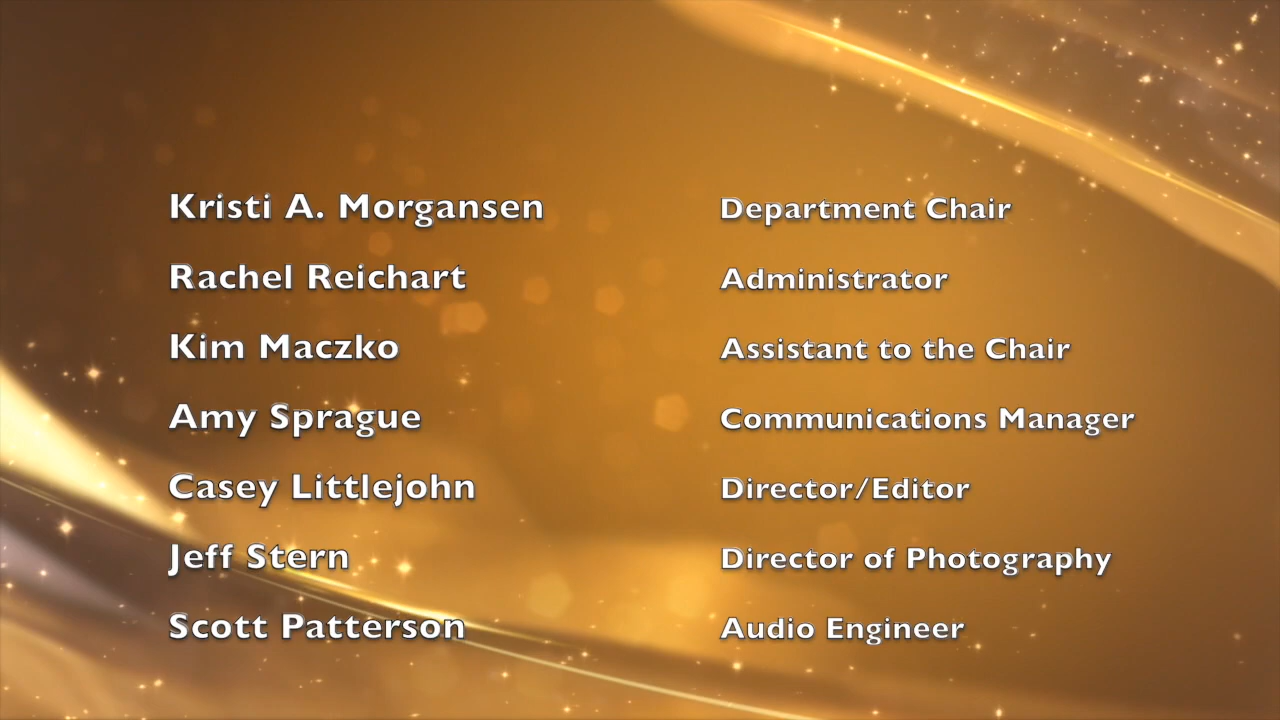 Kristi A. Morgansen Department Chair
Rachel Reichart Administrator
Kim Maczko Assistant to the Chair
Amy Sprague Communications Manager
Casey Littlejohn Director/Editor
Jeff Stern Director of Photography
Scott Patterson Audio Engineer